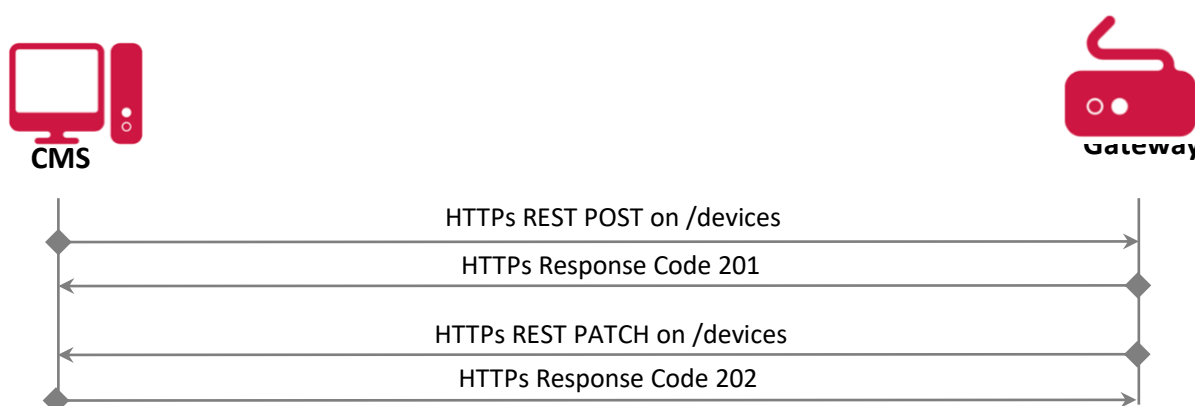 CMS
Gateway
HTTPs REST POST on /devices
HTTPs Response Code 201
HTTPs REST PATCH on /devices
HTTPs Response Code 202